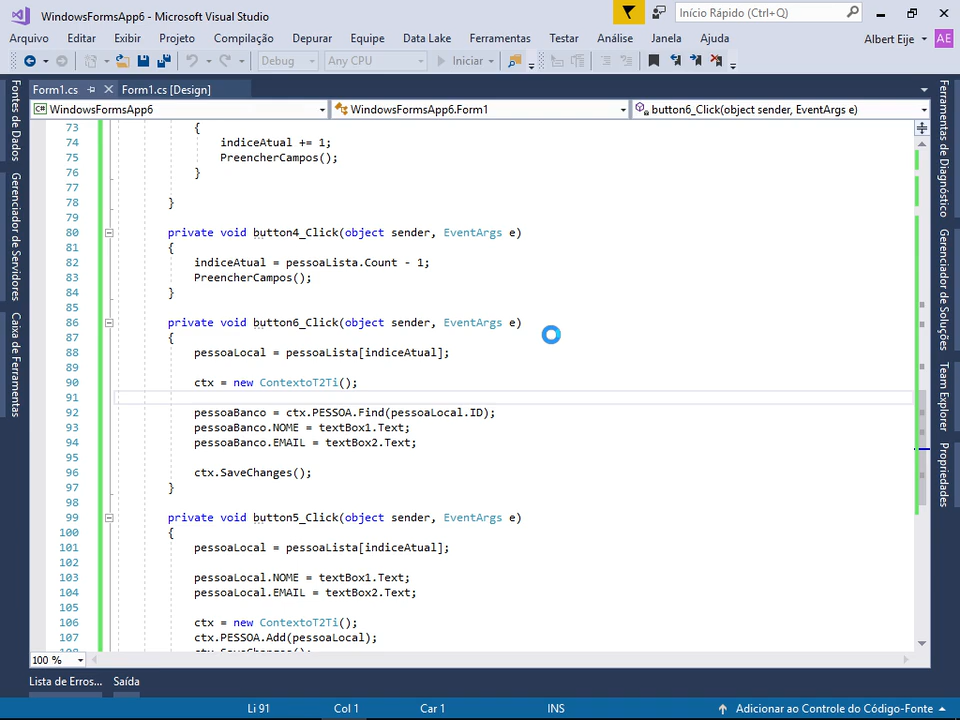 WindowsFormsApp6 - Microsoft Visual Studio
Início Rápido (Ctrl+Q)
Arquivo Editar Exibir Projeto Compilação Depurar Equipe Data Lake Ferramentas Testar Análise Janela Ajuda Albert Eije AE
Debug Any CPU Iniciar
Form1.cs Form1.cs [Design]
C# WindowsFormsApp6 WindowsFormsApp6.Form1 button6_Click(object sender, EventArgs e)
Fontes de Dados
Gerenciador de Servidores
Caixa de Ferramentas
73 {
74 indiceAtual += 1;
75 PreencherCampos();
76 }
77
78 }
79
80 private void button4_Click(object sender, EventArgs e)
81 {
82 indiceAtual = pessoaLista.Count - 1;
83 PreencherCampos();
84 }
85
86 private void button6_Click(object sender, EventArgs e)
87 {
88 pessoaLocal = pessoaLista[indiceAtual];
89
90 ctx = new ContextoT2Ti();
91
92 pessoaBanco = ctx.PESSOA.Find(pessoaLocal.ID);
93 pessoaBanco.NOME = textBox1.Text;
94 pessoaBanco.EMAIL = textBox2.Text;
95
96 ctx.SaveChanges();
97 }
98
99 private void button5_Click(object sender, EventArgs e)
100 {
101 pessoaLocal = pessoaLista[indiceAtual];
102
103 pessoaLocal.NOME = textBox1.Text;
104 pessoaLocal.EMAIL = textBox2.Text;
105
106 ctx = new ContextoT2Ti();
107 ctx.PESSOA.Add(pessoaLocal);
108 ctx.SaveChanges();
Ferramentas de Diagnóstico
Gerenciador de Soluções
Team Explorer
Propriedades
100 %
Lista de Erros... Saída
Li 91 Col 1 Car 1 INS Adicionar ao Controle do Código-Fonte